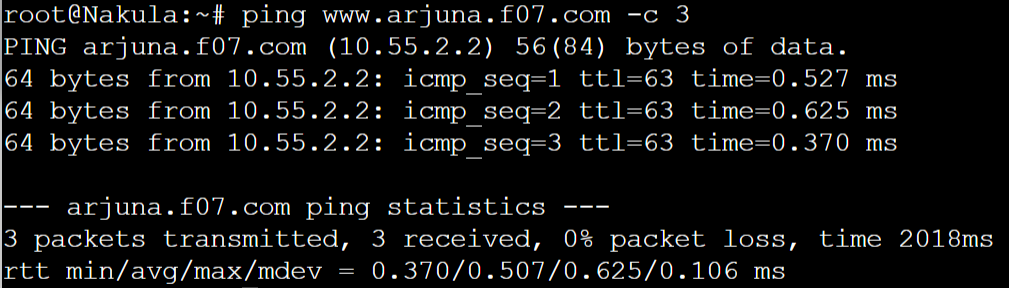 root@Nakula:~# ping www.arjuna.f07.com -c 3
PING arjuna.f07.com (10.55.2.2) 56(84) bytes of data.
64 bytes from 10.55.2.2: icmp_seq=1 ttl=63 time=0.527 ms
64 bytes from 10.55.2.2: icmp_seq=2 ttl=63 time=0.625 ms
64 bytes from 10.55.2.2: icmp_seq=3 ttl=63 time=0.370 ms
--- arjuna.f07.com ping statistics ---
3 packets transmitted, 3 received, 0% packet loss, time 2018ms
rtt min/avg/max/mdev = 0.370/0.507/0.625/0.106 ms